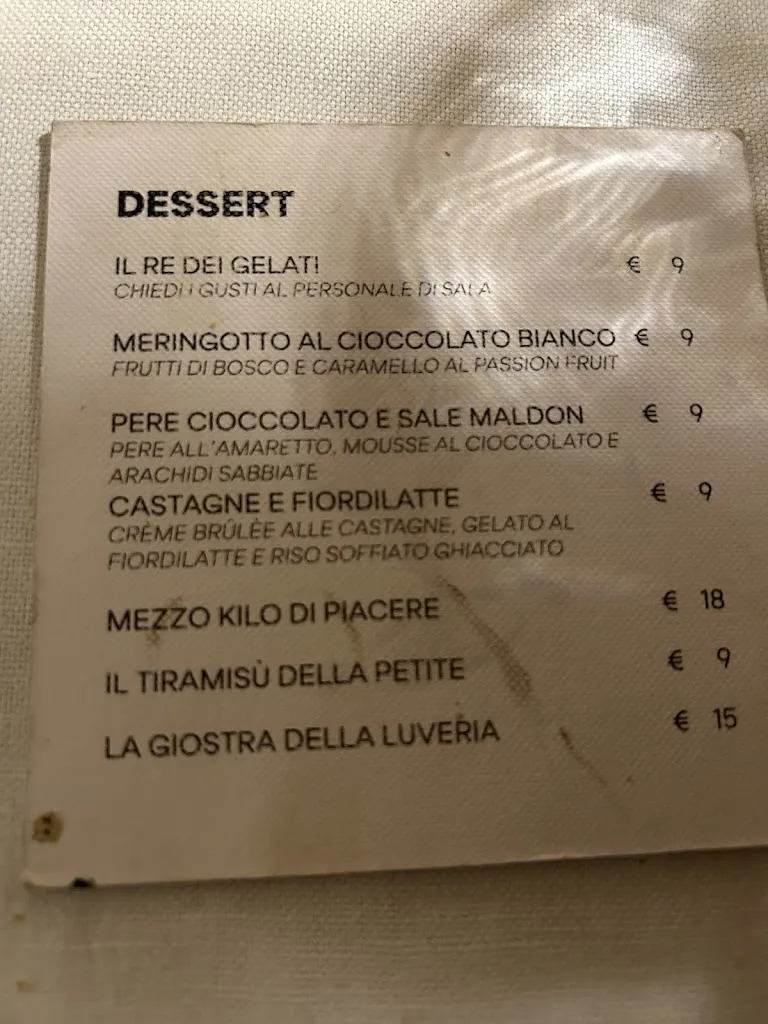 DESSERT
IL RE DEI GELATI € 9
CHIEDI I GUSTI AL PERSONALE DI SALA
MERINGOTTO AL CIOCCOLATO BIANCO € 9
FRUTTI DI BOSCO E CARAMELLO AL PASSION FRUIT
PERE CIOCCOLATO E SALE MALDON € 9
PERE ALL'AMARETTO, MOUSSE AL CIOCCOLATO E
ARACHIDI SABBIATE
CASTAGNE E FIORDILATTE € 9
CRÈME BRÛLÈE ALLE CASTAGNE, GELATO AL
FIORDILATTE E RISO SOFFIATO GHIACCIATO
MEZZO KILO DI PIACERE € 18
IL TIRAMISÙ DELLA PETITE € 9
LA GIOSTRA DELLA LUVERIA € 15